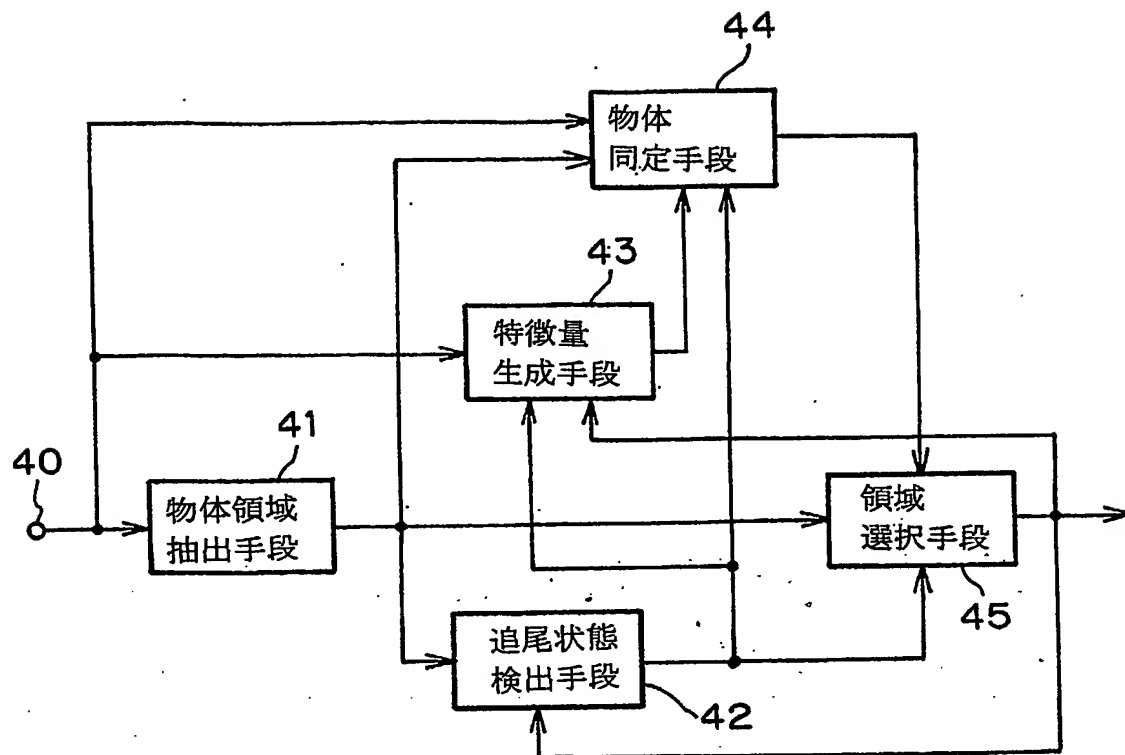 44
物体
同定手段
43
特徴量
生成手段
41
40
物体領域
抽出手段
領域
選択手段
45
追尾状態
検出手段
42